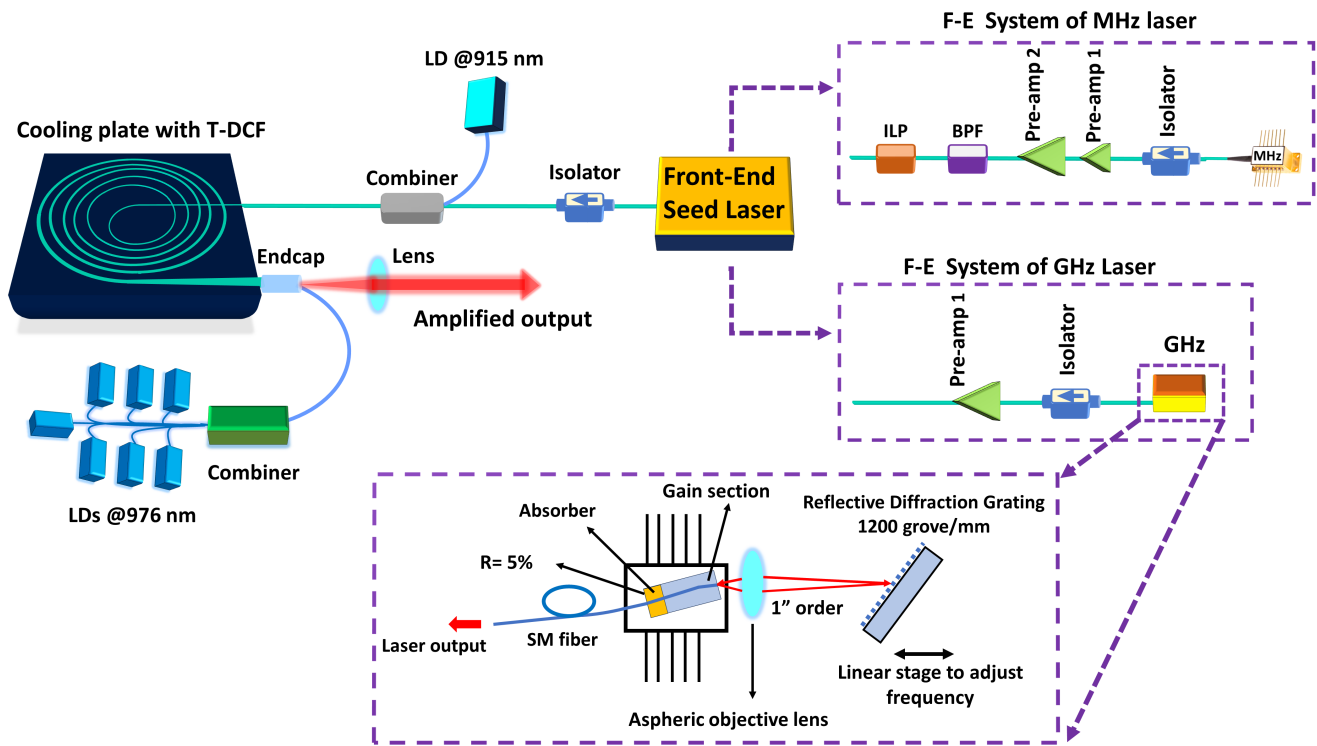 F-E System of MHz laser
LD @915 nm
Pre-amp 2
Pre-amp 1
Isolator
Cooling plate with T-DCF
ILP
BPF
MHz
Combiner
Isolator
Front-End
Seed Laser
Endcap
Lens
Amplified output
F-E System of GHz Laser
Pre-amp 1
Isolator
GHz
Combiner
LDs @976 nm
Gain section
Absorber
R= 5%
Reflective Diffraction Grating
1200 grove/mm
1” order
SM fiber
Laser output
Linear stage to adjust
frequency
Aspheric objective lens